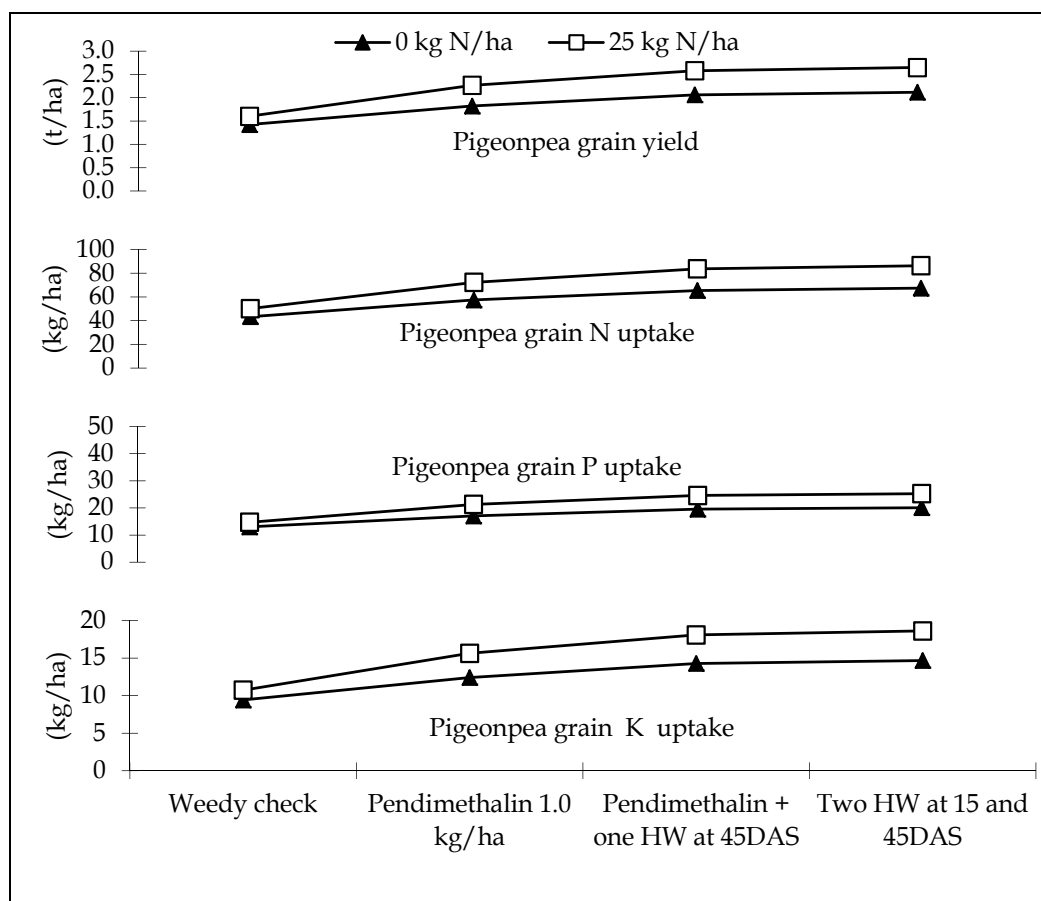 0 kg N/ha
25 kg N/ha
3.0
2.5
2.0
1.5
1.0
0.5
0.0
(t/ha)
Pigeonpea grain yield
100
80
60
40
20
0
(kg/ha)
Pigeonpea grain N uptake
50
40
30
20
10
0
(kg/ha)
Pigeonpea grain P uptake
20
15
10
5
0
(kg/ha)
Pigeonpea grain K uptake
Weedy check
Pendimethalin 1.0
kg/ha
Pendimethalin +
one HW at 45DAS
Two HW at 15 and
45DAS